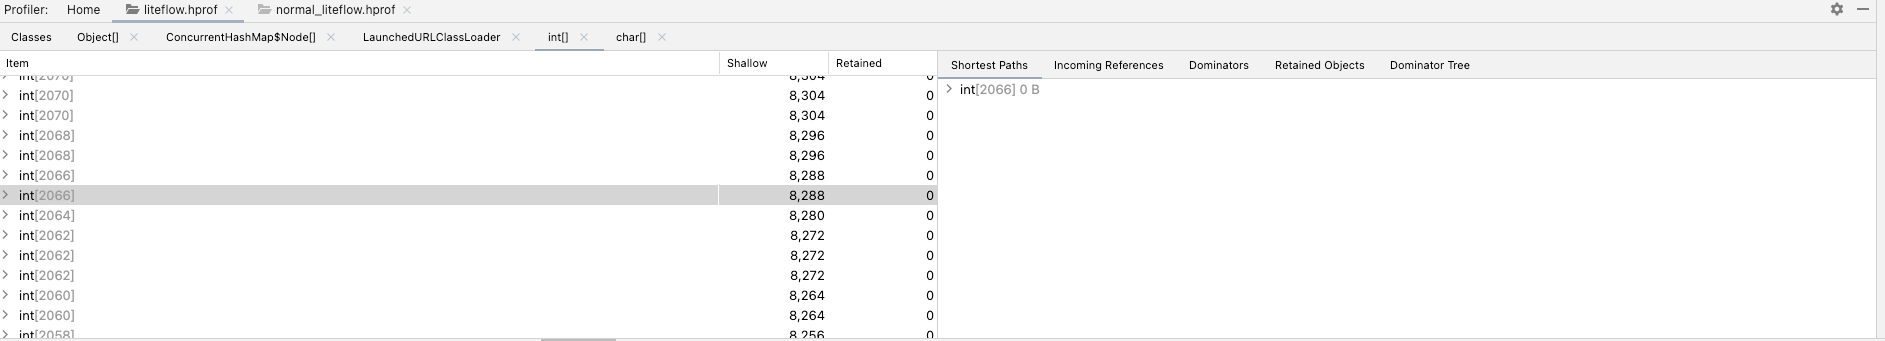 Profiler: Home liteflow.hprof normal_liteflow.hprof
Classes Object[] ConcurrentHashMap$Node[] LaunchedURLClassLoader int[] char[]
Item Shallow Retained Shortest Paths Incoming References Dominators Retained Objects Dominator Tree
int[2070] 8,304 0
int[2066] 0 B
int[2070] 8,304 0
int[2070] 8,304 0
int[2068] 8,296 0
int[2068] 8,296 0
int[2066] 8,288 0
int[2066] 8,288 0
int[2064] 8,280 0
int[2062] 8,272 0
int[2062] 8,272 0
int[2062] 8,272 0
int[2060] 8,264 0
int[2060] 8,264 0
int[2058] 8,256 0